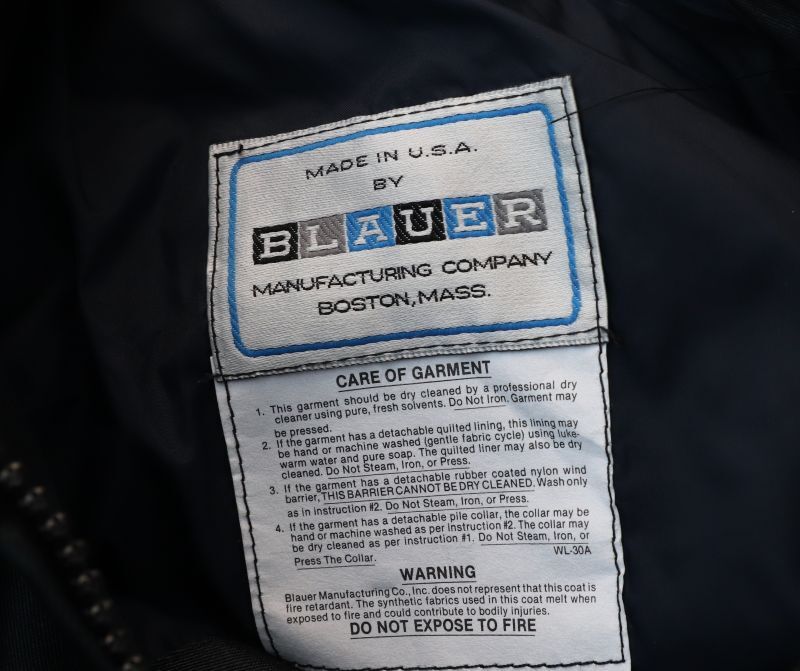 MADE IN U.S.A.
BY
BLAUER
MANUFACTURING COMPANY
BOSTON, MASS.
CARE OF GARMENT
1. This garment should be dry cleaned by a professional dry
cleaner using pure, fresh solvents. Do Not Iron. Garment may
be pressed.
2. If the garment has a detachable quilted lining, this lining may
be hand or machine washed (gentle fabric cycle) using luke-
warm water and pure soap. The quilted liner may also be dry
cleaned. Do Not Steam, Iron, or Press.
3. If the garment has a detachable rubber coated nylon wind
barrier, THIS BARRIER CANNOT BE DRY CLEANED. Wash only
as in instruction #2. Do Not Steam, Iron, or Press.
4. If the garment has a detachable pile collar, the collar may be
hand or machine washed as per instruction #2. The collar may
be dry cleaned as per instruction #1. Do Not Steam, Iron, or
Press The Collar. WL-30A
WARNING
Blauer Manufacturing Co., Inc. does not represent that this coat is
fire retardant. The synthetic fabrics used in this coat melt when
exposed to fire and could contribute to bodily injuries.
DO NOT EXPOSE TO FIRE